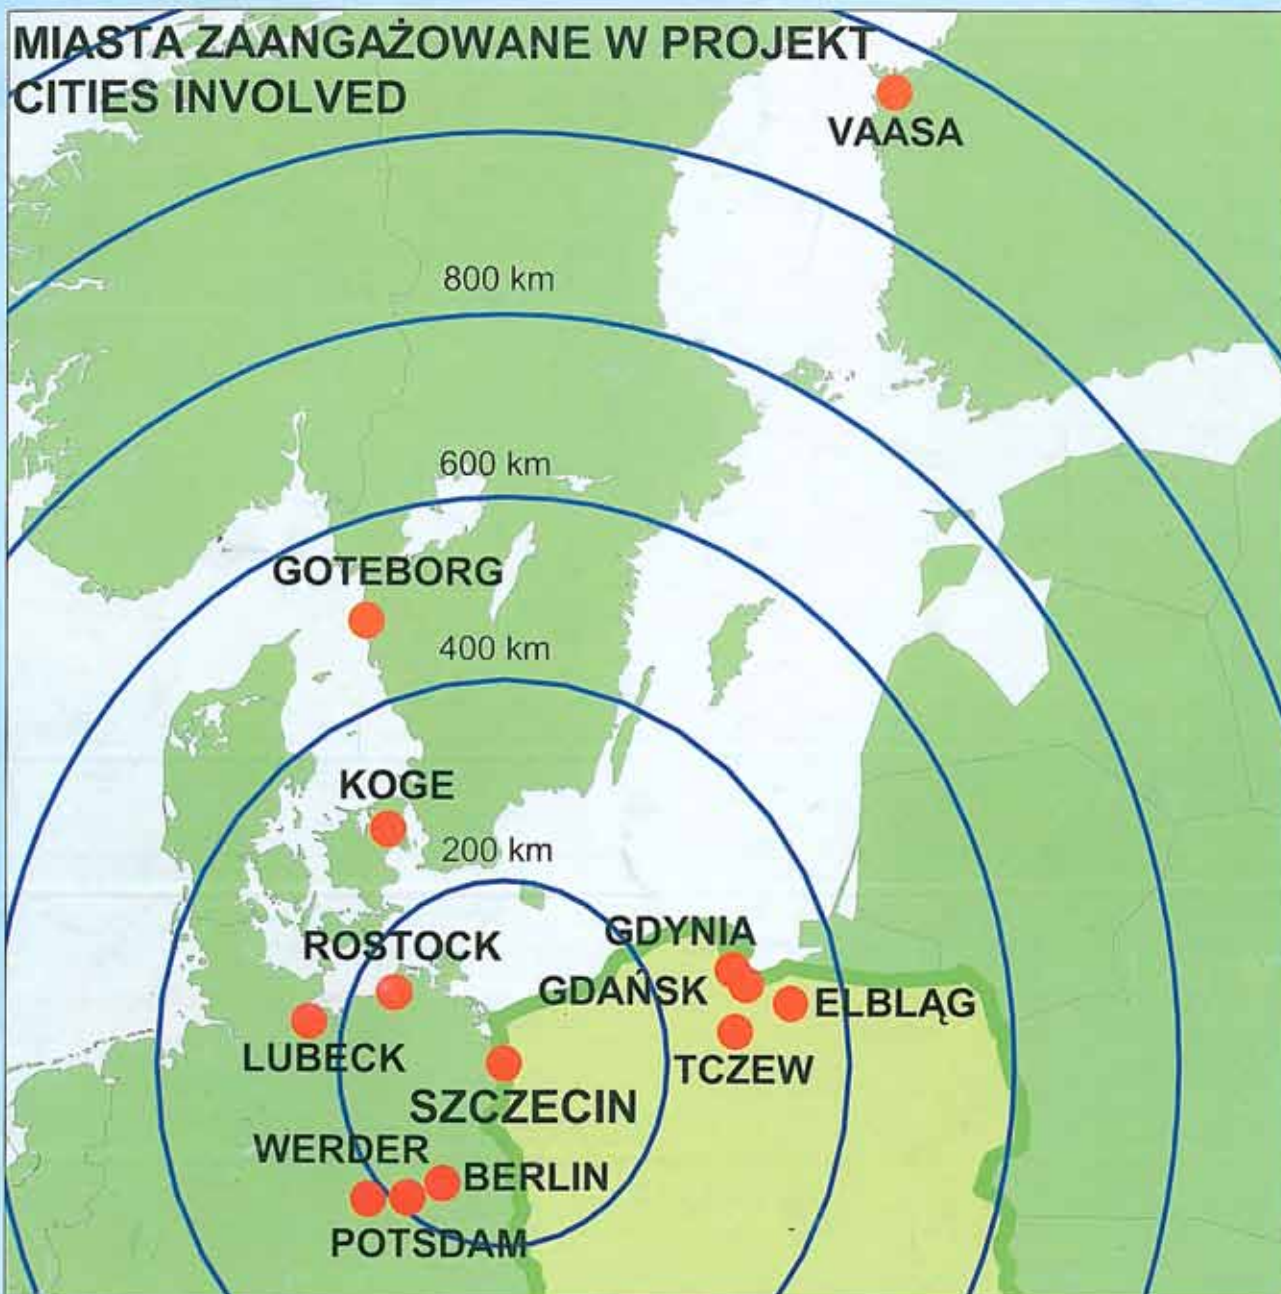 MIASTA ZAANGAŻOWANE W PROJEKT
CITIES INVOLVED
VAASA
800 km
600 km
GOTEBORG
400 km
KOGE
200 km
GDYNIA
ROSTOCK
GDAŃSK
ELBLĄG
LUBECK
TCZEW
SZCZECIN
WERDER
BERLIN
POTSDAM